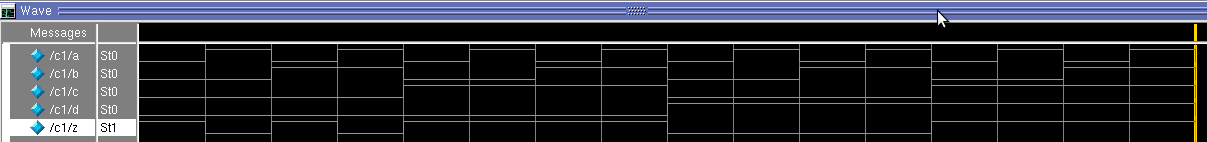 Wave
Messages
/c1/a St0
/c1/b St0
/c1/c St0
/c1/d St0
/c1/z St1